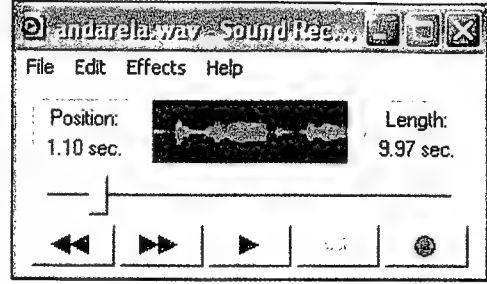 andarela.wav - Sound Rec...
File Edit Effects Help
Position:
1.10 sec.
Length:
9.97 sec.